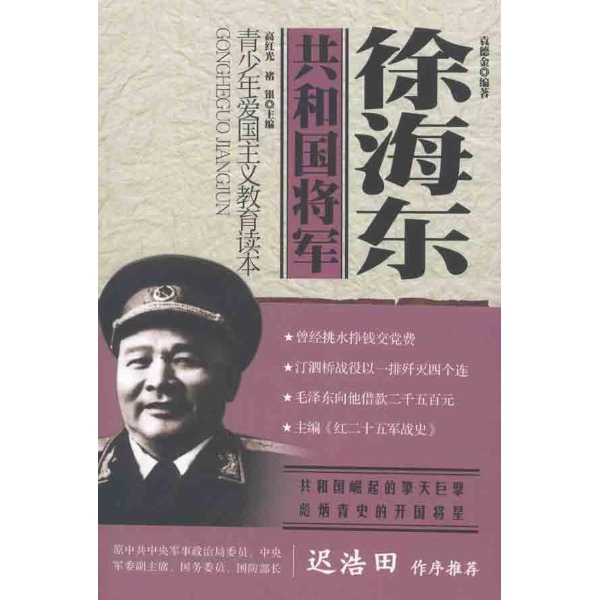 袁德金◎编著
徐海东
共和国将军
高红光 褚银◎主编
青少年爱国主义教育读本
GONGHEGUO JIANGJUN
★曾经挑水挣钱交党费
★汀泗桥战役以一排歼灭四个连
★毛泽东向他借款二千五百元
★主编《红二十五军战史》
共和国崛起的擎天巨擘
彪炳青史的开国将星
原中共中央军事政治局委员、中央
军委副主席、国务委员、国防部长
迟浩田 作序推荐